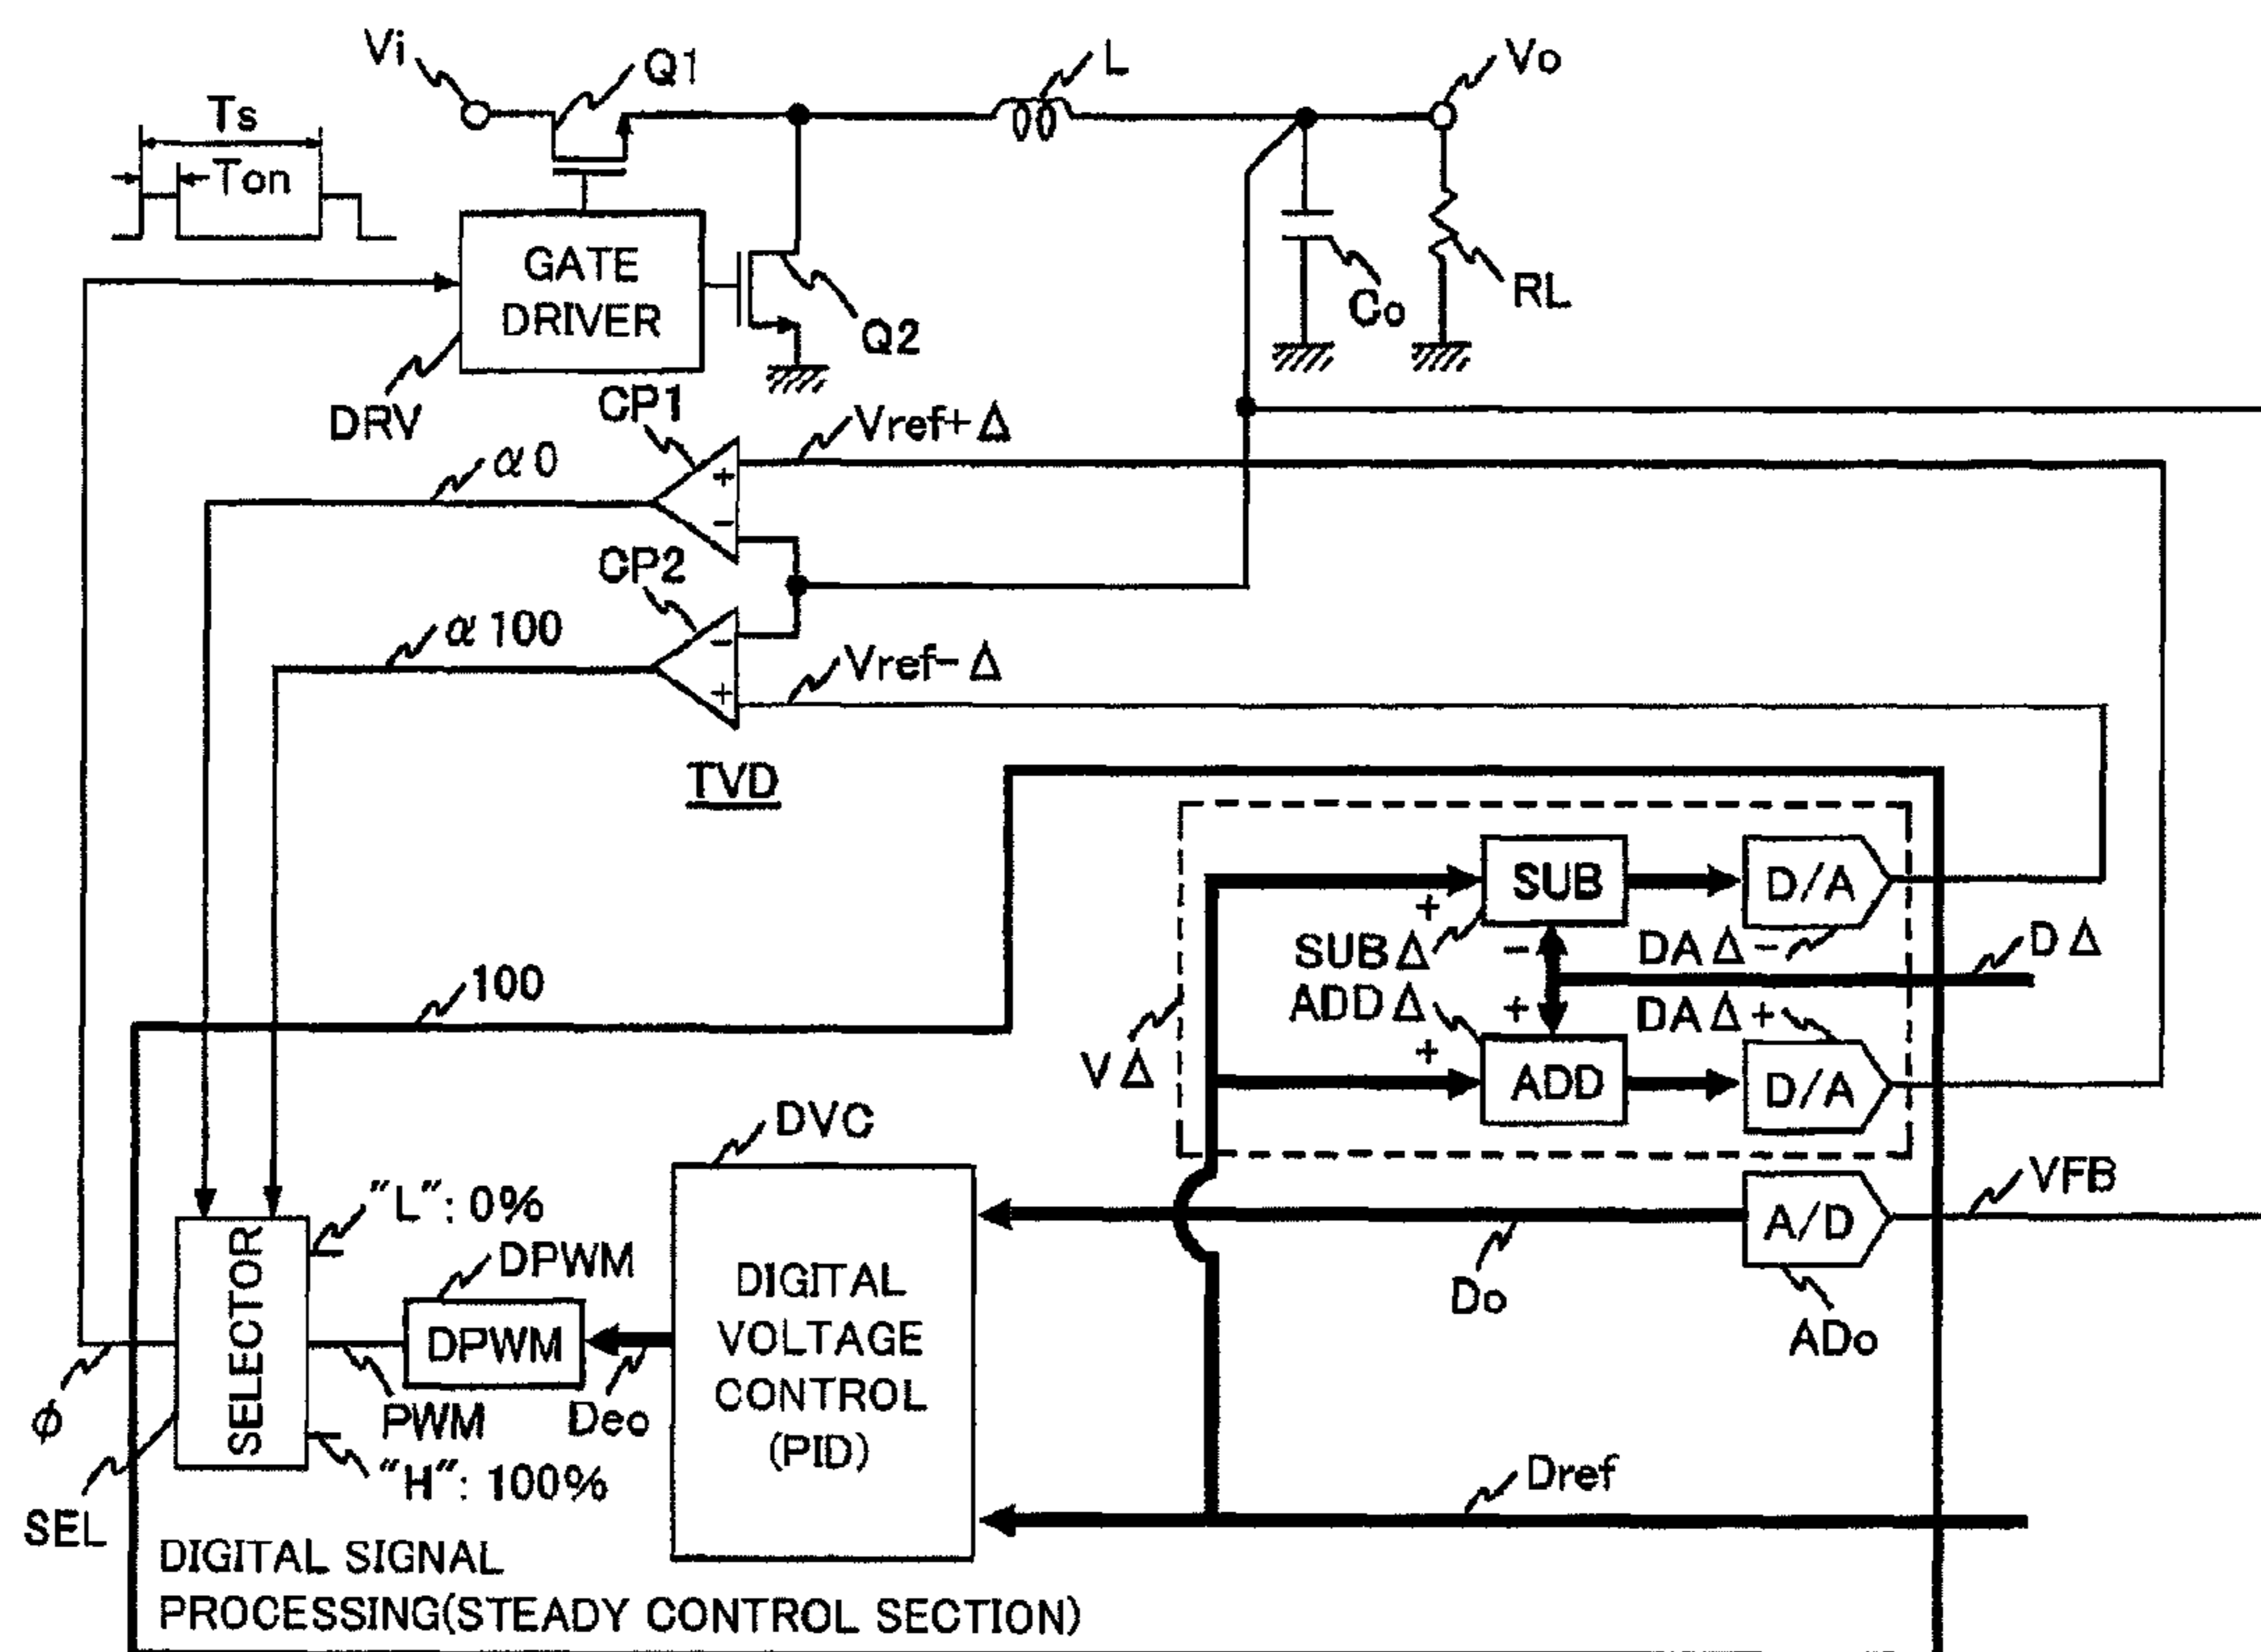 Vi
Q1
L
Vo
Ts
Ton
GATE
DRIVER
Q2
Co
RL
DRV
CP1
Vref+Δ
α0
+
-
CP2
α100
-
+
Vref-Δ
TVD
SUB
D/A
+
SUBΔ
-
DAΔ-
DΔ
100
ADDΔ
+
DAΔ+
+
VΔ
ADD
D/A
DVC
"L": 0%
VFB
A/D
DPWM
Do
ADo
SELECTOR
DPWM
DIGITAL
VOLTAGE
CONTROL
(PID)
φ
PWM
Deo
"H": 100%
Dref
SEL
DIGITAL SIGNAL
PROCESSING(STEADY CONTROL SECTION)